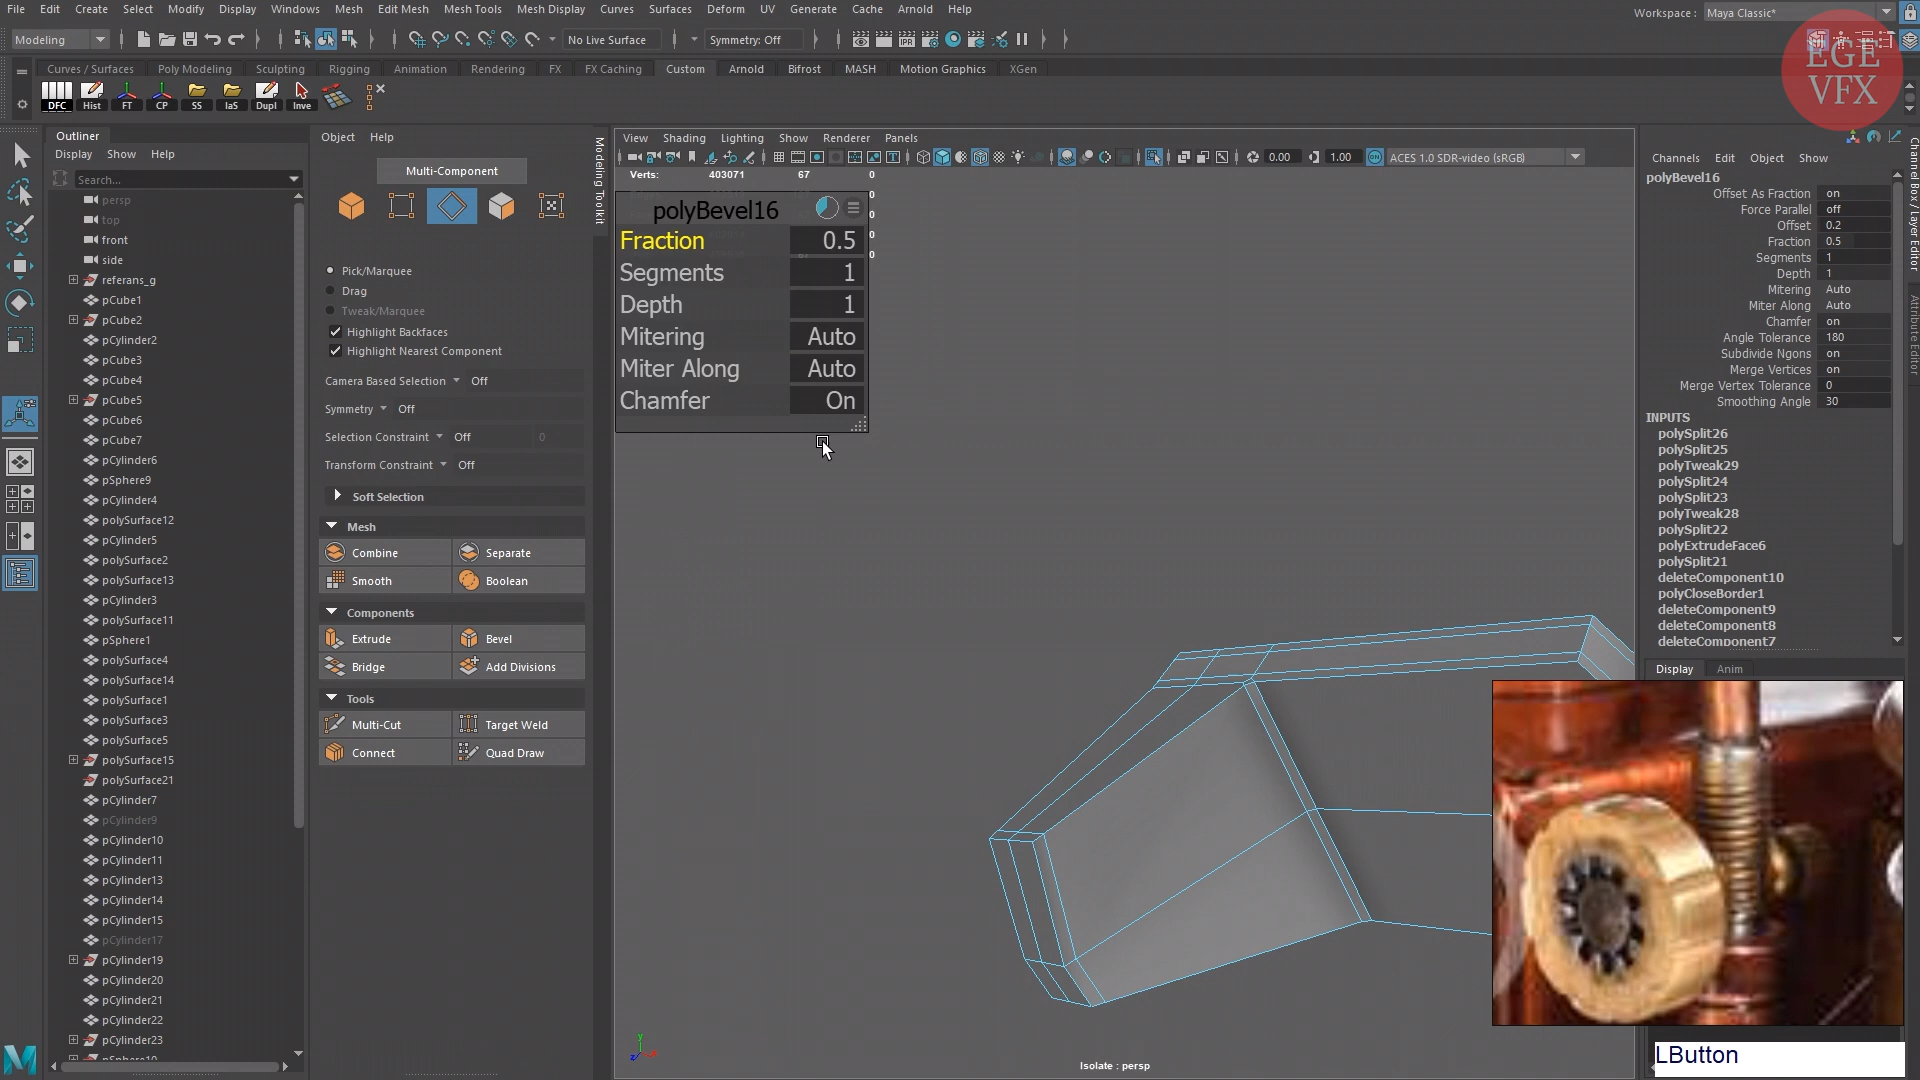 File Edit Create Select Modify Display Windows Mesh Edit Mesh Mesh Tools Mesh Display Curves Surfaces Deform UV Generate Cache Arnold Help
Workspace : Maya Classic*
Modeling No Live Surface Symmetry: Off
Curves / Surfaces Poly Modeling Sculpting Rigging Animation Rendering FX FX Caching Custom Arnold Bifrost MASH Motion Graphics XGen
EGE
VFX
DFC Hist FT CP SS IaS Dupl Inve
Outliner
Display Show Help
Search...
persp
top
front
side
referans_g
pCube1
pCube2
pCylinder2
pCube3
pCube4
pCube5
pCube6
pCube7
pCylinder6
pSphere9
pCylinder4
polySurface12
pCylinder5
polySurface2
polySurface13
pCylinder3
polySurface11
pSphere1
polySurface4
polySurface14
polySurface1
polySurface3
polySurface5
polySurface15
polySurface21
pCylinder7
pCylinder9
pCylinder10
pCylinder11
pCylinder13
pCylinder14
pCylinder15
pCylinder17
pCylinder19
pCylinder20
pCylinder21
pCylinder22
pCylinder23
pSphere10
Object Help
Modeling Toolkit
Multi-Component
Pick/Marquee
Drag
Tweak/Marquee
Highlight Backfaces
Highlight Nearest Component
Camera Based Selection Off
Symmetry Off
Selection Constraint Off 0
Transform Constraint Off
Soft Selection
Mesh
Combine Separate
Smooth Boolean
Components
Extrude Bevel
Bridge Add Divisions
Tools
Multi-Cut Target Weld
Connect Quad Draw
View Shading Lighting Show Renderer Panels
0.00 1.00 ON ACES 1.0 SDR-video (sRGB)
Verts: 403071 67 0
0
0
0
0
polyBevel16
Fraction 0.5
Segments 1
Depth 1
Mitering Auto
Miter Along Auto
Chamfer On
Isolate : persp
Channels Edit Object Show
polyBevel16
Offset As Fraction on
Force Parallel off
Offset 0.2
Fraction 0.5
Segments 1
Depth 1
Mitering Auto
Miter Along Auto
Chamfer on
Angle Tolerance 180
Subdivide Ngons on
Merge Vertices on
Merge Vertex Tolerance 0
Smoothing Angle 30
INPUTS
polySplit26
polySplit25
polyTweak29
polySplit24
polySplit23
polyTweak28
polySplit22
polyExtrudeFace6
polySplit21
deleteComponent10
polyCloseBorder1
deleteComponent9
deleteComponent8
deleteComponent7
Display Anim
Channel Box / Layer Editor
Attribute Editor
LButton